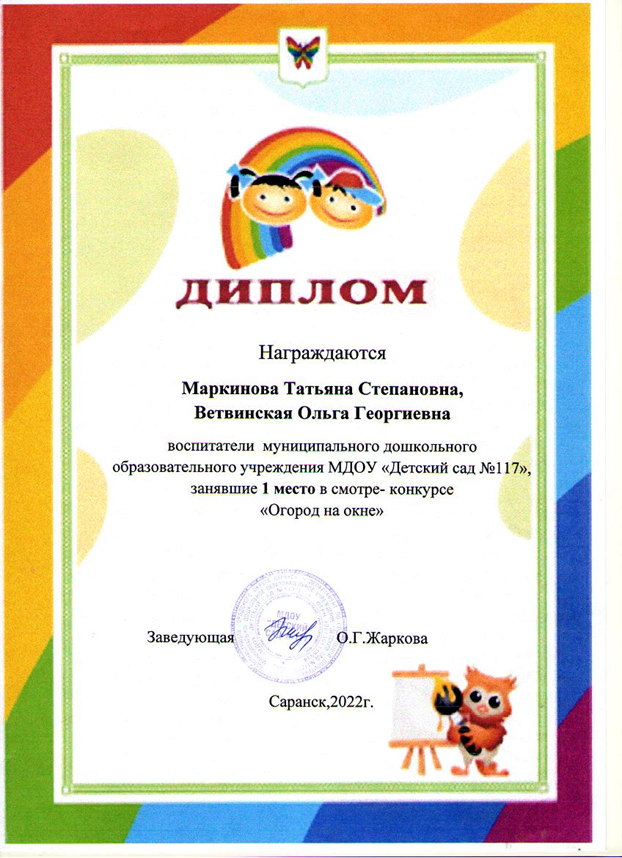 ДИПЛОМ
Награждаются
Маркинова Татьяна Степановна,
Ветвинская Ольга Георгиевна
воспитатели муниципального дошкольного
образовательного учреждения МДОУ «Детский сад №117»,
занявшие 1 место в смотре- конкурсе
«Огород на окне»
МДОУ
Заведующая О.Г.Жаркова
Саранск,2022г.